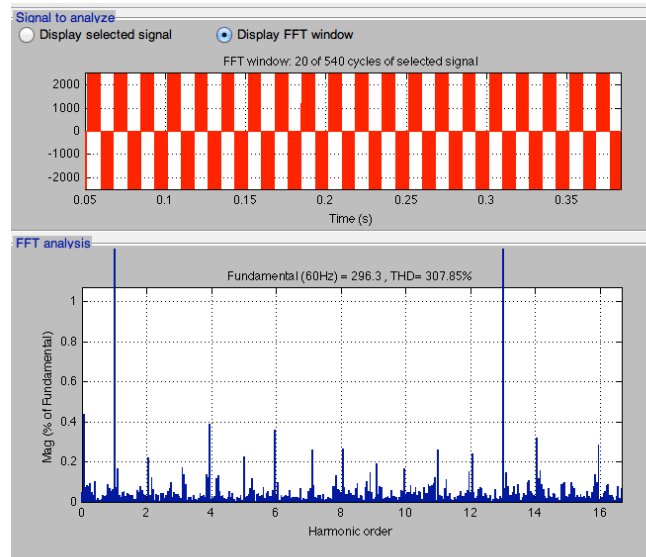 Signal to analyze
Display selected signal Display FFT window
FFT window: 20 of 540 cycles of selected signal
2000
1000
0
-1000
-2000
0.05 0.1 0.15 0.2 0.25 0.3 0.35
Time (s)
FFT analysis
Fundamental (60Hz) = 296.3 , THD= 307.85%
1
0.8
0.6
0.4
0.2
0
Mag (% of Fundamental)
0 2 4 6 8 10 12 14 16
Harmonic order